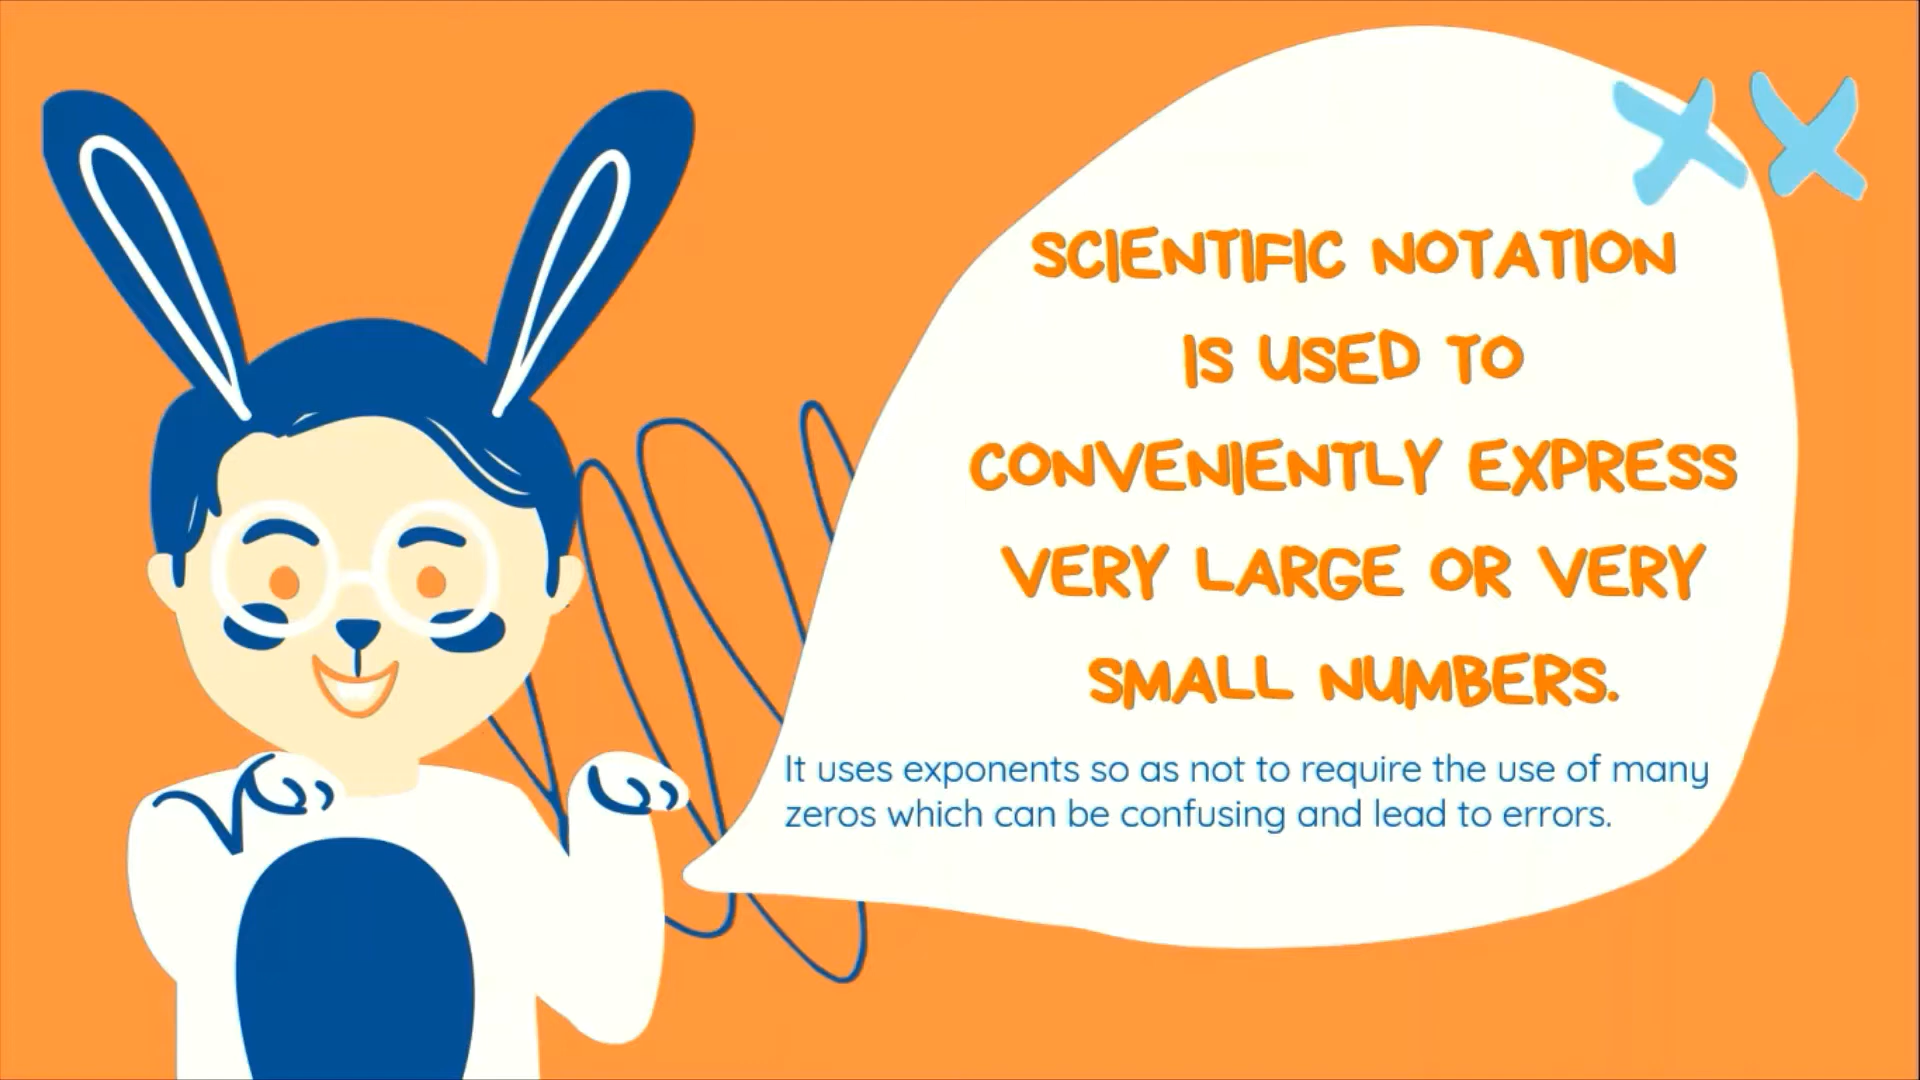 SCIENTIFIC NOTATION
IS USED TO
CONVENIENTLY EXPRESS
VERY LARGE OR VERY
SMALL NUMBERS.
It uses exponents so as not to require the use of many
zeros which can be confusing and lead to errors.